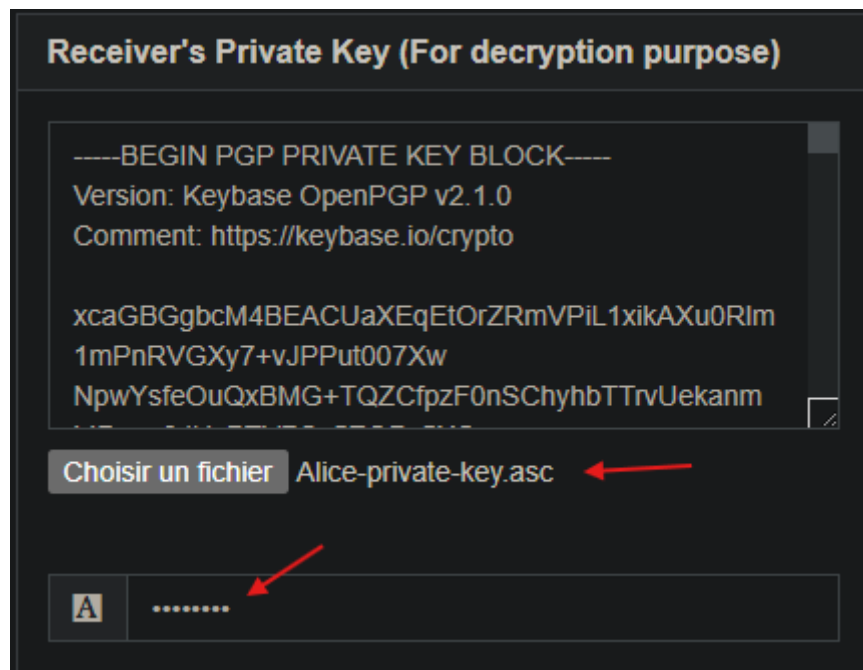 Receiver's Private Key (For decryption purpose)
-----BEGIN PGP PRIVATE KEY BLOCK-----
Version: Keybase OpenPGP v2.1.0
Comment: https://keybase.io/crypto
xcaGBGgbcM4BEACUaXEqEtOrZRmVPiL1xikAXu0Rlm
1mPnRVGXy7+vJPPut007Xw
NpwYsfeOuQxBMG+TQZCfpzF0nSChyhbTTrvUekanm
Choisir un fichier Alice-private-key.asc
A ••••••••